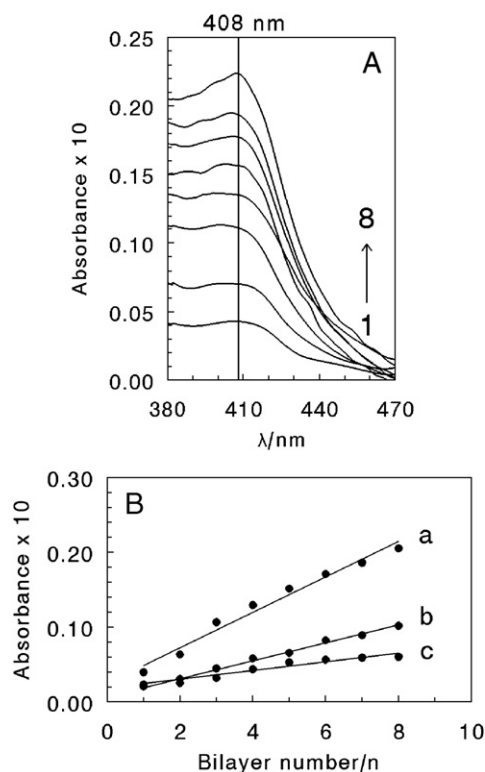 408 nm
A
0.25
0.20
0.15
0.10
0.05
0.00
Absorbance x 10
8
1
380 410 440 470
λ/nm
B
0.30
0.20
0.10
0.00
Absorbance x 10
a
b
c
0 2 4 6 8 10
Bilayer number/n